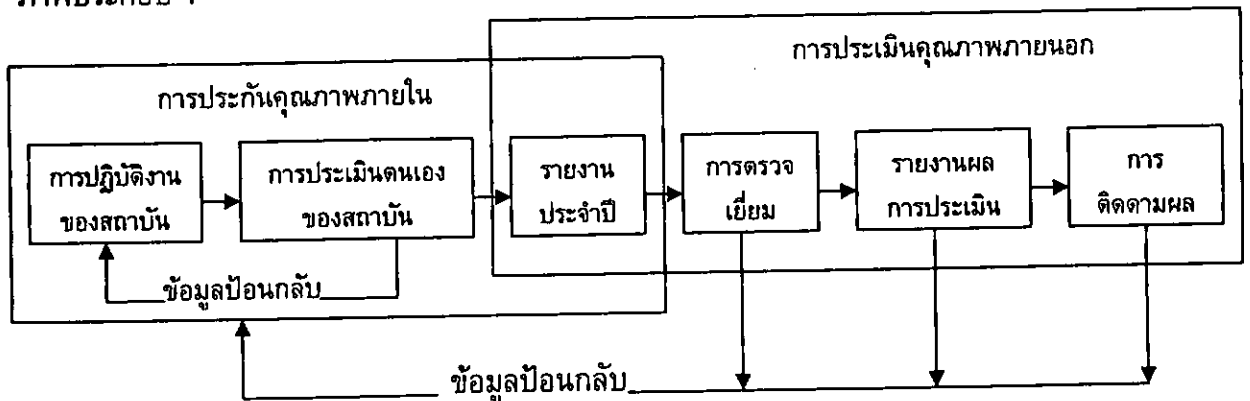 การประเมินคุณภาพภายนอก
การประกันคุณภาพภายใน
การปฏิบัติงาน
ของสถาบัน
การประเมินตนเอง
ของสถาบัน
รายงาน
ประจำปี
การตรวจ
เยี่ยม
รายงานผล
การประเมิน
การ
ติดตามผล
ข้อมูลป้อนกลับ
ข้อมูลป้อนกลับ